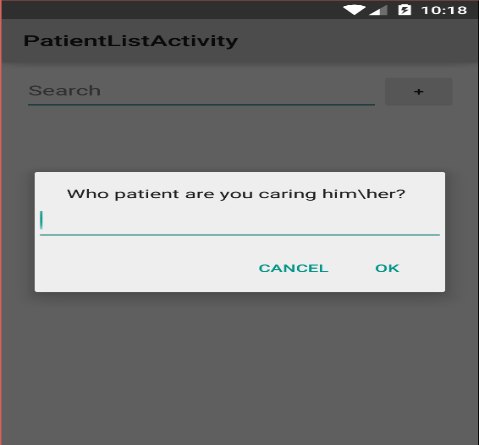 10:18
PatientListActivity
Search
+
Who patient are you caring him\her?
CANCEL OK